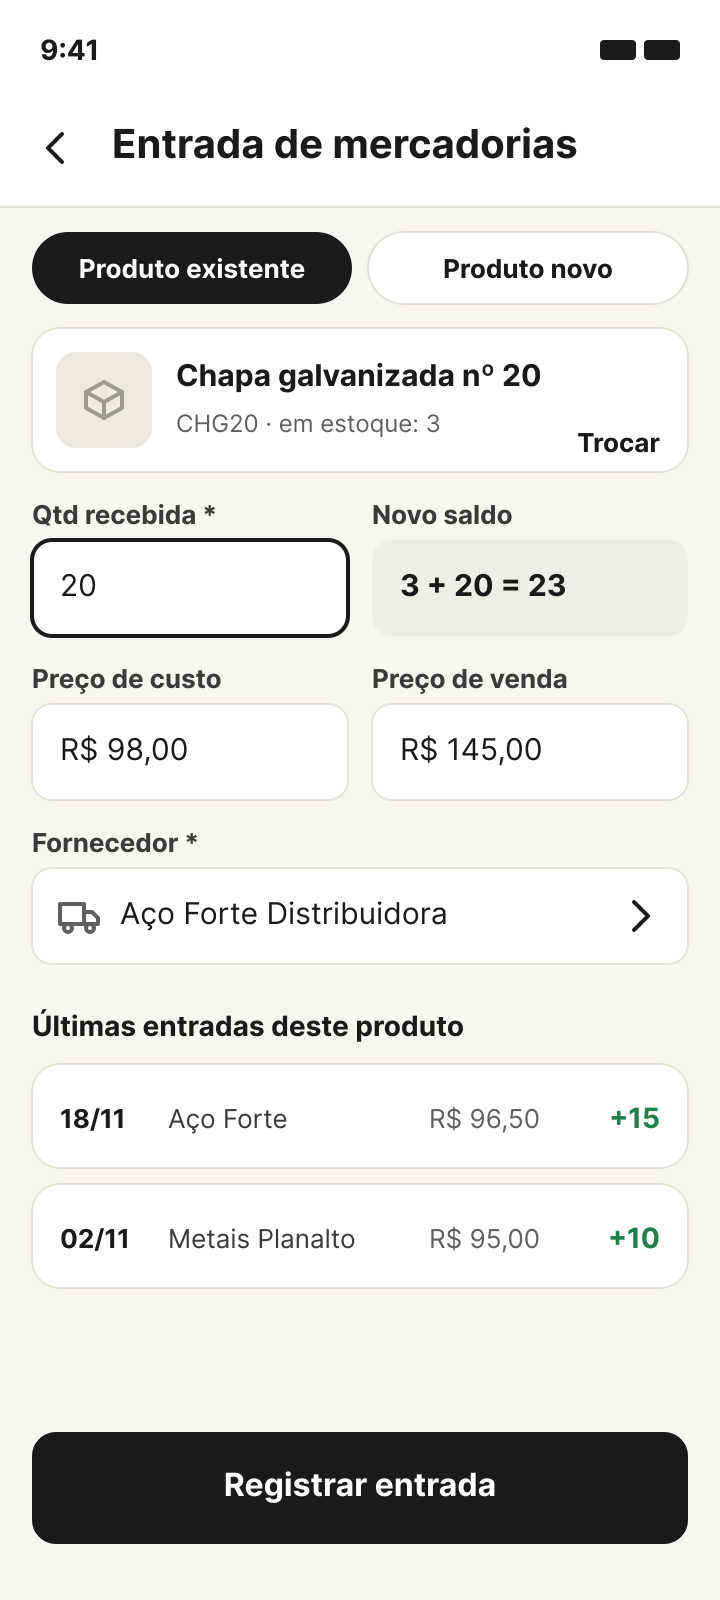 9:41
Entrada de mercadorias
Produto existente
Produto novo
Chapa galvanizada nº 20
CHG20 · em estoque: 3
Trocar
Qtd recebida *
Novo saldo
20
3 + 20 = 23
Preço de custo
Preço de venda
R$ 98,00
R$ 145,00
Fornecedor *
Aço Forte Distribuidora
Últimas entradas deste produto
18/11 Aço Forte R$ 96,50 +15
02/11 Metais Planalto R$ 95,00 +10
Registrar entrada